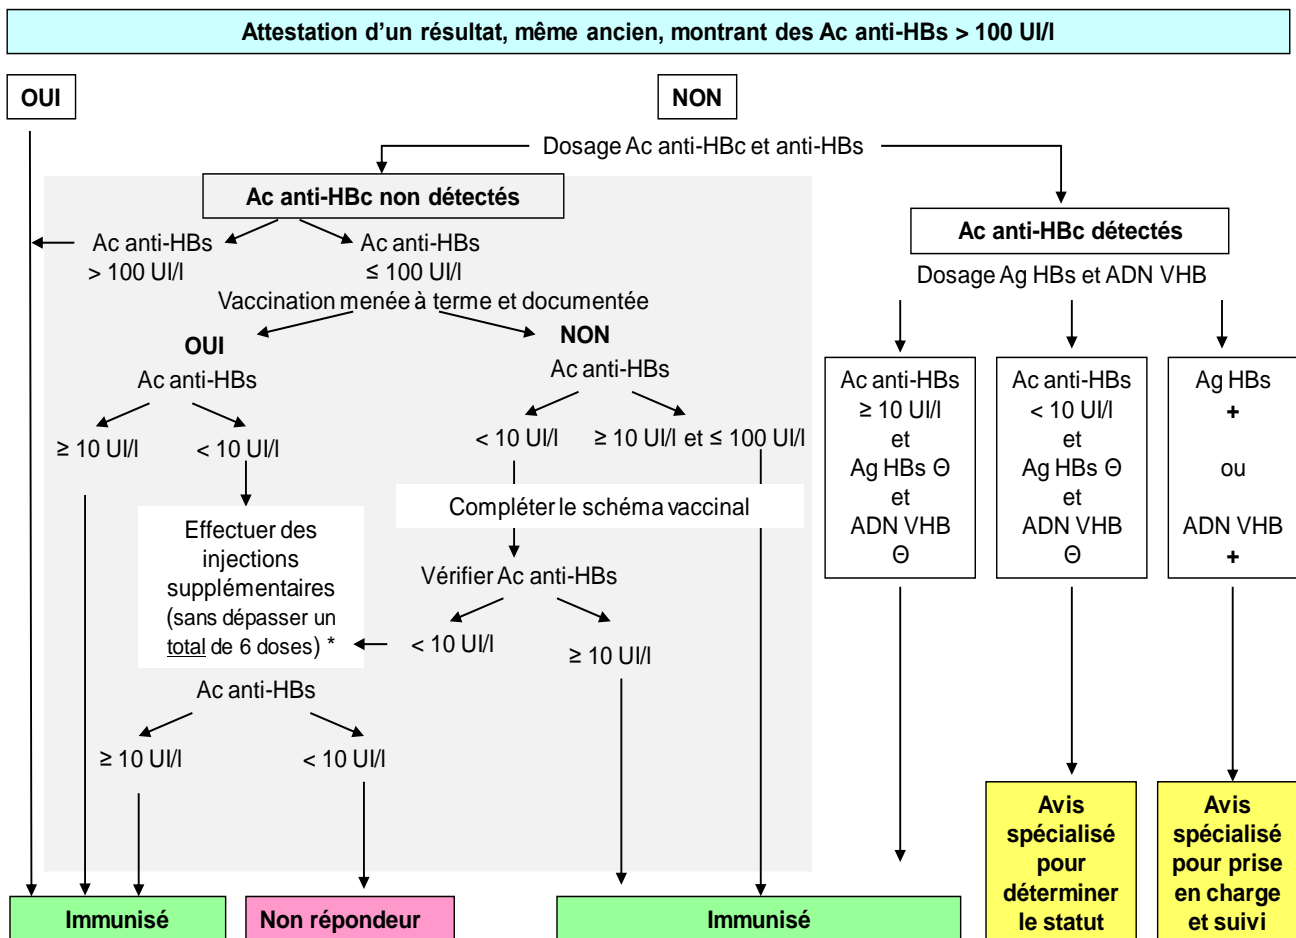 Attestation d'un résultat, même ancien, montrant des Ac anti-HBs > 100 UI/l
OUI
NON
Dosage Ac anti-HBc et anti-HBs
Ac anti-HBc non détectés
Ac anti-HBs
> 100 UI/l
Ac anti-HBs
≤ 100 UI/l
Vaccination menée à terme et documentée
OUI
Ac anti-HBs
≥ 10 UI/l
< 10 UI/l
NON
Ac anti-HBs
< 10 UI/l
≥ 10 UI/l et ≤ 100 UI/l
Effectuer des
injections
supplémentaires
(sans dépasser un
total de 6 doses) *
Compléter le schéma vaccinal
Vérifier Ac anti-HBs
< 10 UI/l
≥ 10 UI/l
Ac anti-HBs
≥ 10 UI/l
< 10 UI/l
Ac anti-HBc détectés
Dosage Ag HBs et ADN VHB
Ac anti-HBs
≥ 10 UI/l
et
Ag HBs Θ
et
ADN VHB
Θ
Ac anti-HBs
< 10 UI/l
et
Ag HBs Θ
et
ADN VHB
Θ
Ag HBs
+
ou
ADN VHB
+
Immunisé
Non répondeur
Immunisé
Avis
spécialisé
pour
déterminer
le statut
Avis
spécialisé
pour prise
en charge
et suivi